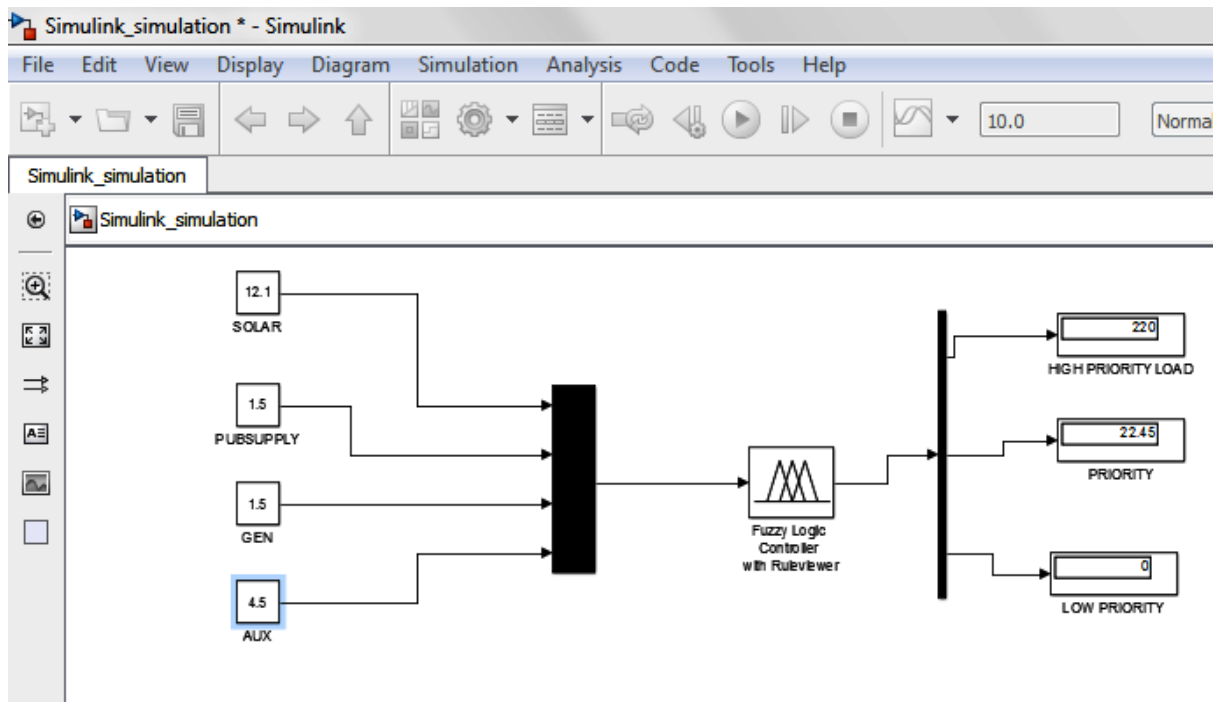 Simulink_simulation * - Simulink
File Edit View Display Diagram Simulation Analysis Code Tools Help
10.0
Normal
Simulink_simulation
Simulink_simulation
12.1
SOLAR
1.5
PUBSUPPLY
1.5
GEN
4.5
AUX
Fuzzy Logic
Controller
with Ruleviewer
220
HIGH PRIORITY LOAD
22.45
PRIORITY
0
LOW PRIORITY